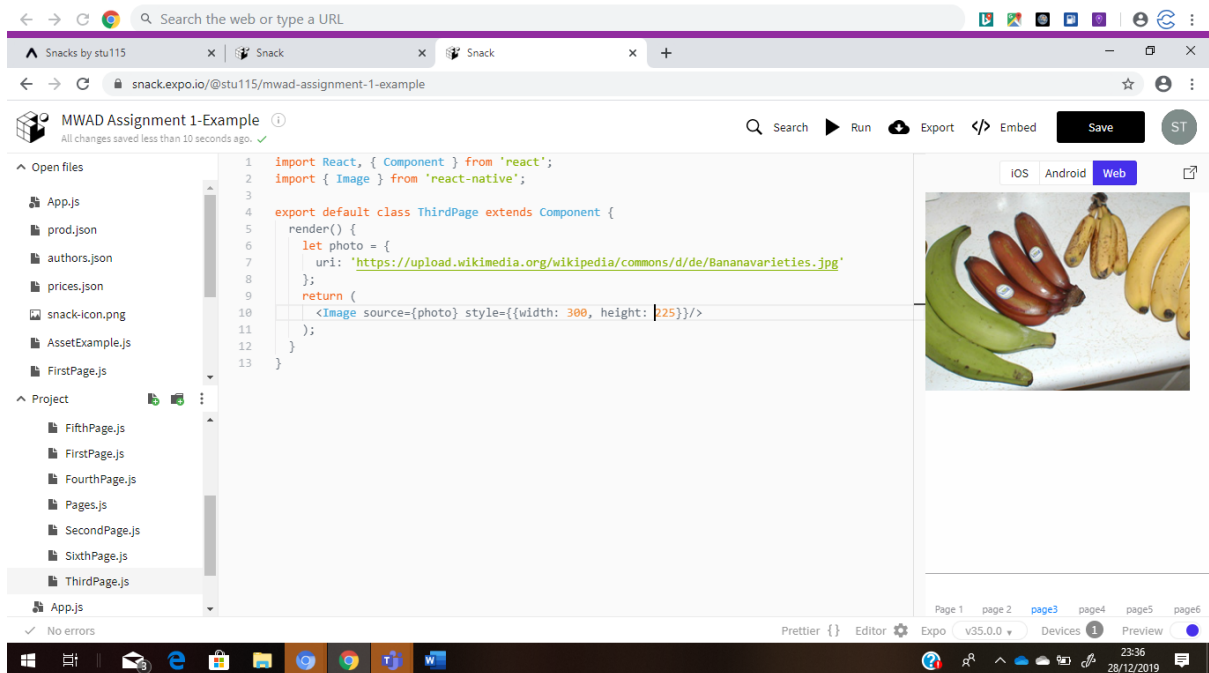 Search the web or type a URL
Snacks by stu115
Snack
Snack
snack.expo.io/@stu115/mwad-assignment-1-example
MWAD Assignment 1-Example
All changes saved less than 10 seconds ago.
Search
Run
Export
Embed
Save
ST
Open files
App.js
prod.json
authors.json
prices.json
snack-icon.png
AssetExample.js
FirstPage.js
Project
FifthPage.js
FirstPage.js
FourthPage.js
Pages.js
SecondPage.js
SixthPage.js
ThirdPage.js
App.js
1 import React, { Component } from 'react';
2 import { Image } from 'react-native';
3
4 export default class ThirdPage extends Component {
5 render() {
6 let photo = {
7 uri: 'https://upload.wikimedia.org/wikipedia/commons/d/de/Bananavarieties.jpg'
8 };
9 return (
10 <Image source={photo} style={{width: 300, height: 225}}/>
11 );
12 }
13 }
iOS Android Web
Page 1 page 2 page3 page4 page5 page6
No errors
Prettier { } Editor Expo v35.0.0 Devices 1 Preview
23:36
28/12/2019